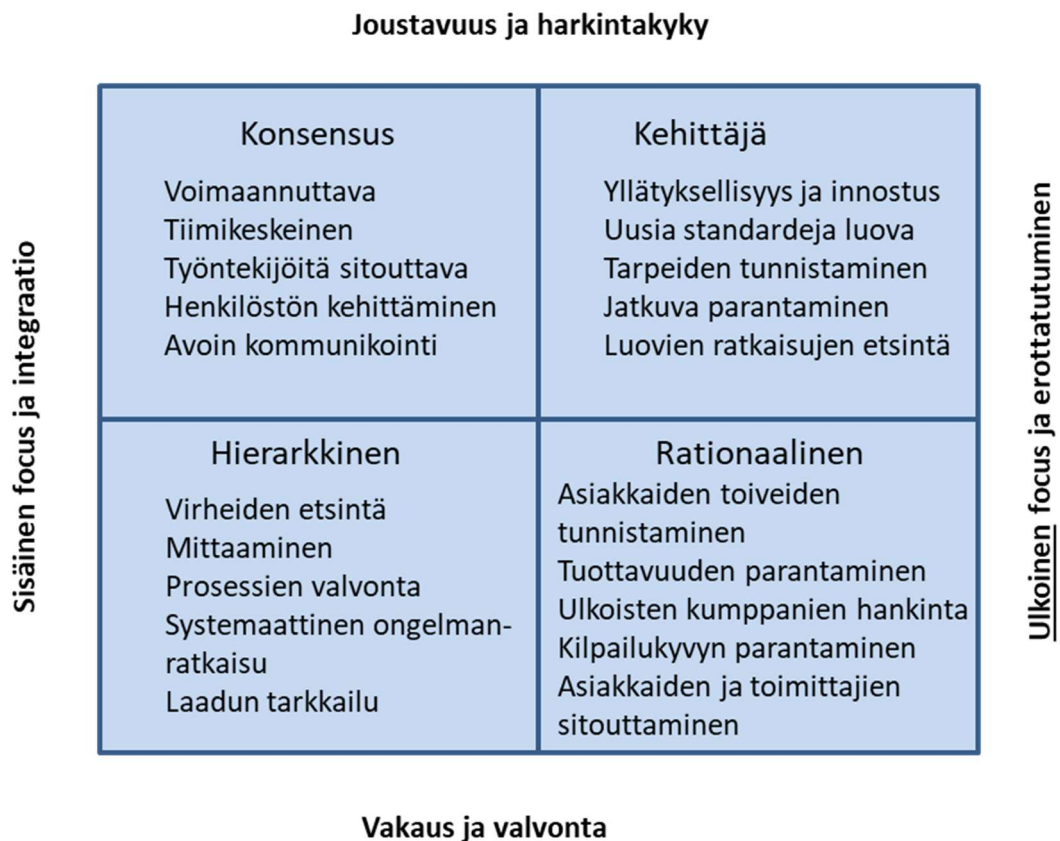 Joustavuus ja harkintakyky
Konsensus
Voimaannuttava
Tiimikeskeinen
Työntekijöitä sitouttava
Henkilöstön kehittäminen
Avoin kommunikointi
Kehittäjä
Yllätyksellisyys ja innostus
Uusia standardeja luova
Tarpeiden tunnistaminen
Jatkuva parantaminen
Luovien ratkaisujen etsintä
Sisäinen focus ja integraatio
Ulkoinen focus ja erottatutuminen
Hierarkkinen
Virheiden etsintä
Mittaaminen
Prosessien valvonta
Systemaattinen ongelman-
ratkaisu
Laadun tarkkailu
Rationaalinen
Asiakkaiden toiveiden
tunnistaminen
Tuottavuuden parantaminen
Ulkoisten kumppanien hankinta
Kilpailukyvyn parantaminen
Asiakkaiden ja toimittajien
sitouttaminen
Vakaus ja valvonta